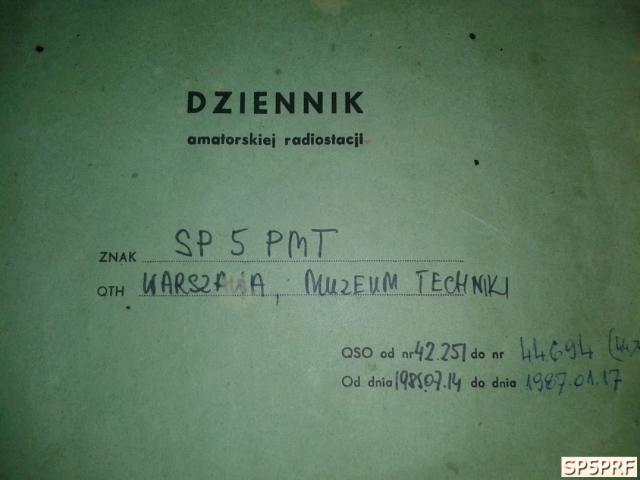 DZIENNIK
amatorskiej radiostacji
ZNAK SP 5 PMT
QTH WARSZAWA, MUZEUM TECHNIKI
QSO od nr 42.251 do nr 44694
Od dnia 1985.07.14 do dnia 1987.01.17
SP5PRF